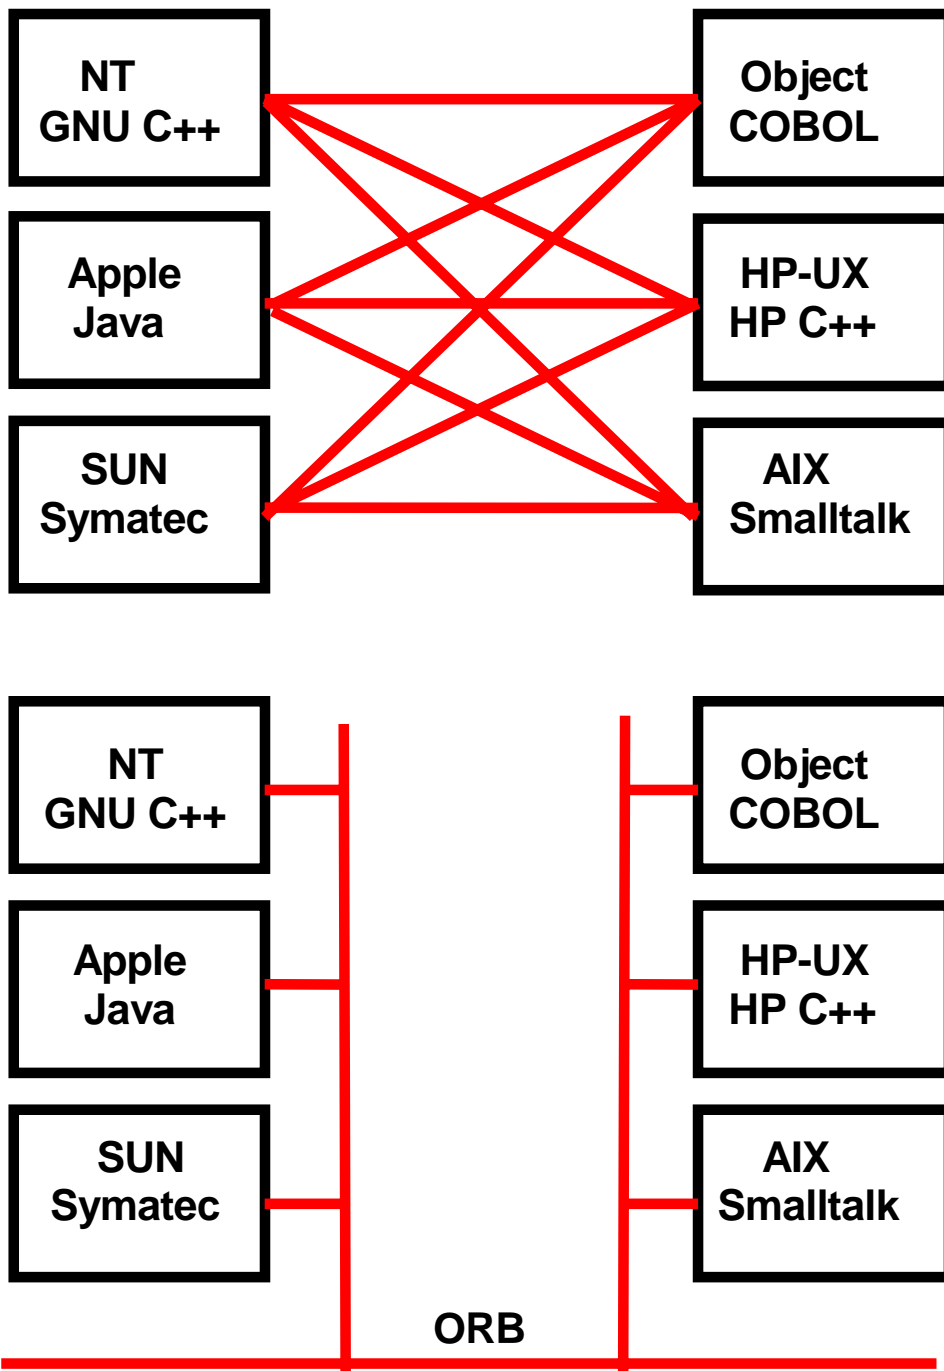 NT
GNU C++
Object
COBOL
Apple
Java
HP-UX
HP C++
SUN
Symatec
AIX
Smalltalk
NT
GNU C++
Object
COBOL
Apple
Java
HP-UX
HP C++
SUN
Symatec
AIX
Smalltalk
ORB